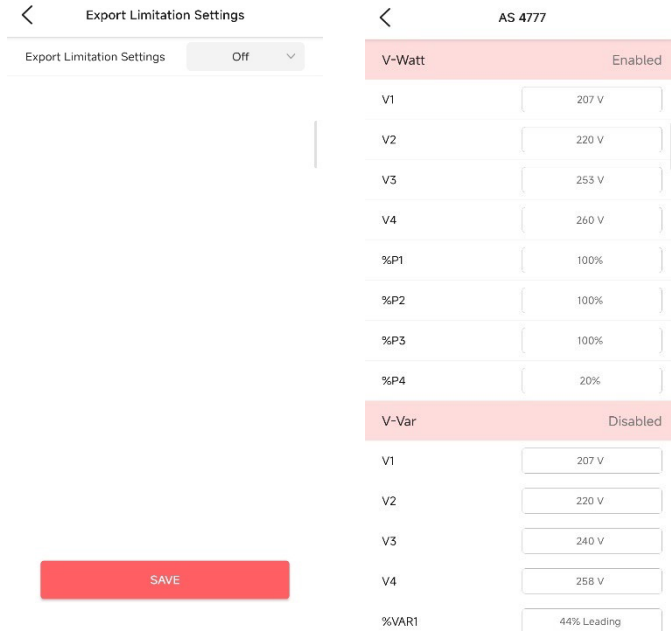 Export Limitation Settings
Export Limitation Settings Off
SAVE
AS 4777
V-Watt Enabled
V1 207 V
V2 220 V
V3 253 V
V4 260 V
%P1 100%
%P2 100%
%P3 100%
%P4 20%
V-Var Disabled
V1 207 V
V2 220 V
V3 240 V
V4 258 V
%VAR1 44% Leading